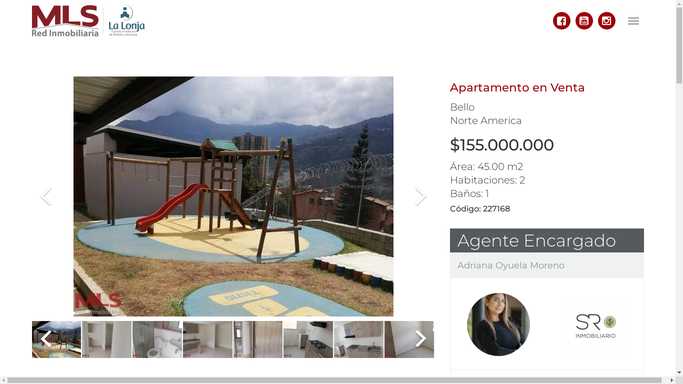 MLS
Red Inmobiliaria
La Lonja
Apartamento en Venta
Bello
Norte America
$155.000.000
Área: 45.00 m2
Habitaciones: 2
Baños: 1
Código: 227168
Agente Encargado
Adriana Oyuela Moreno
MLS
SR
INMOBILIARIO